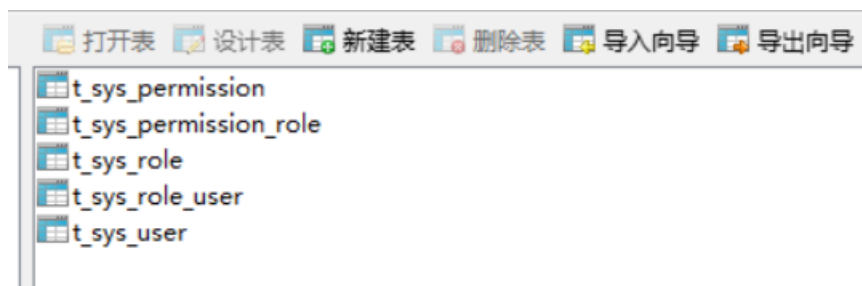 打开表 设计表 新建表 删除表 导入向导 导出向导
t_sys_permission
t_sys_permission_role
t_sys_role
t_sys_role_user
t_sys_user